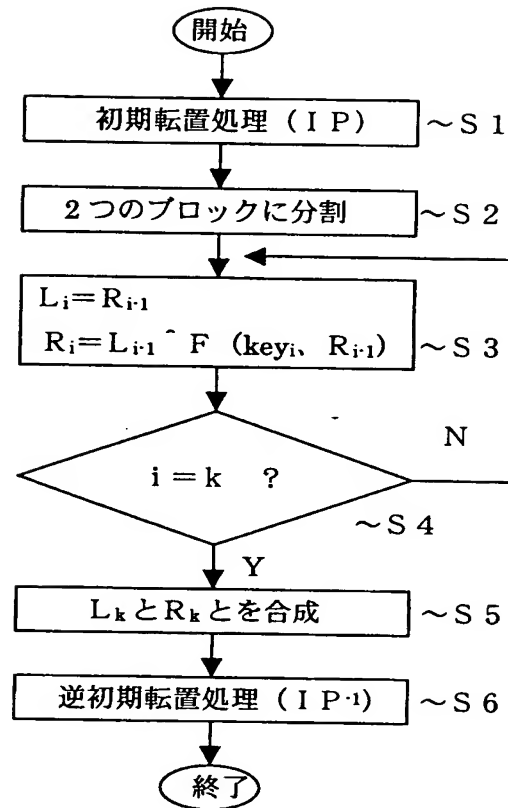 開始
初期転置処理（ＩＰ） ～Ｓ１
２つのブロックに分割 ～Ｓ２
Lᵢ＝Rᵢ₋₁
Rᵢ＝Lᵢ₋₁ ＾ F （keyᵢ、Rᵢ₋₁） ～Ｓ３
N
i＝k ？
～Ｓ４
Y
LₖとRₖとを合成 ～Ｓ５
逆初期転置処理（ＩＰ⁻¹） ～Ｓ６
終了